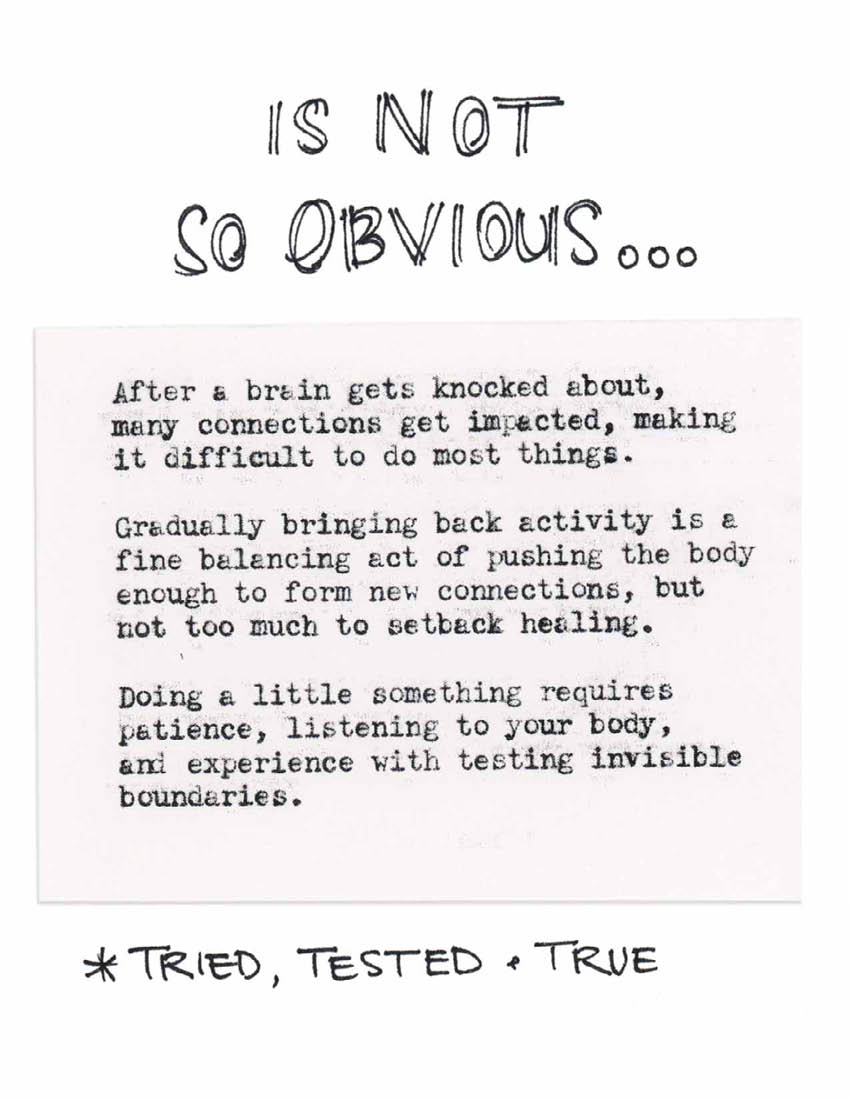 IS NOT
SO OBVIOUS...
After a brain gets knocked about,
many connections get impacted, making
it difficult to do most things.
Gradually bringing back activity is a
fine balancing act of pushing the body
enough to form new connections, but
not too much to setback healing.
Doing a little something requires
patience, listening to your body,
and experience with testing invisible
boundaries.
* TRIED, TESTED + TRUE